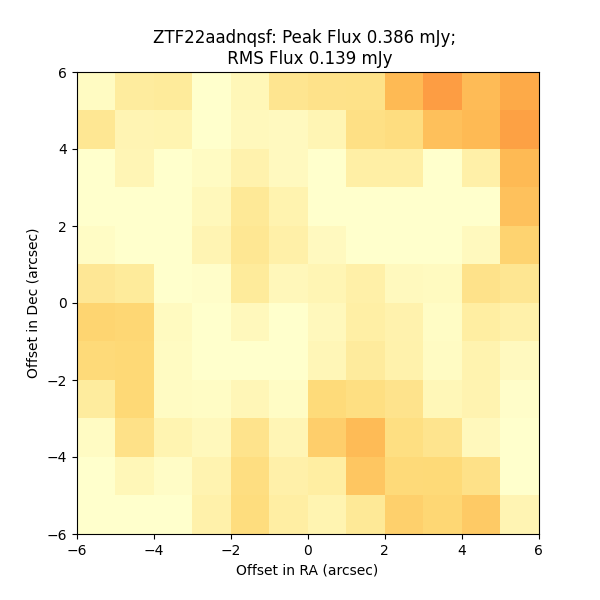 ZTF22aadnqsf: Peak Flux 0.386 mJy;
RMS Flux 0.139 mJy
6
4
2
0
−2
−4
−6
Offset in Dec (arcsec)
−6 −4 −2 0 2 4 6
Offset in RA (arcsec)